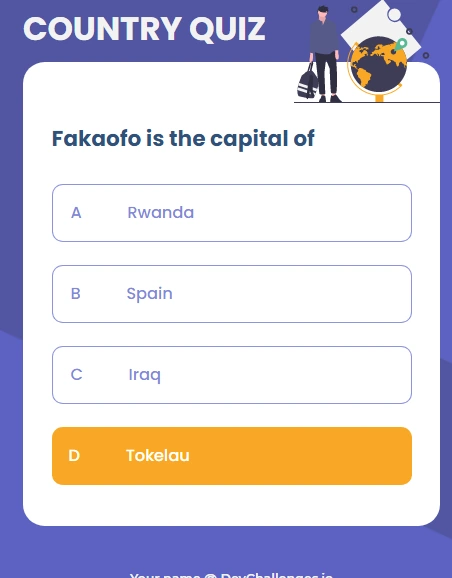 COUNTRY QUIZ
Fakaofo is the capital of
A Rwanda
B Spain
C Iraq
D Tokelau
Your name @ DevChallenges.io